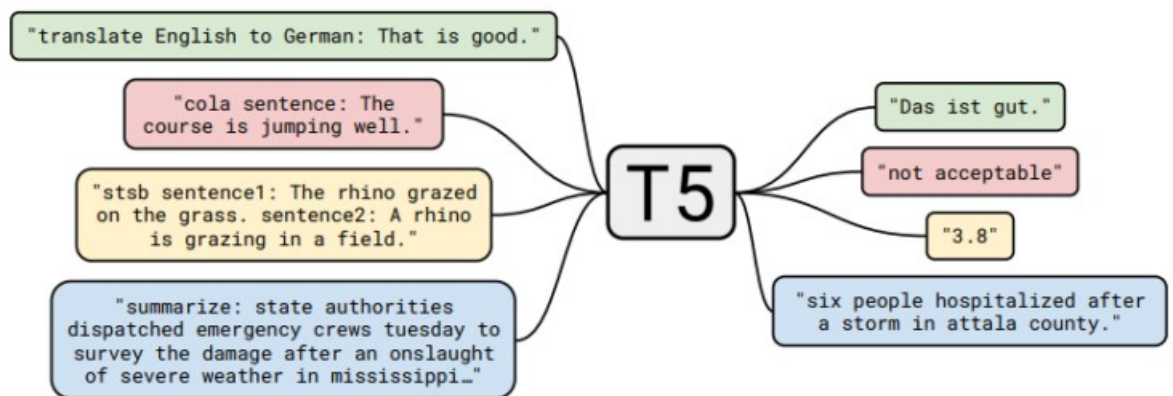 "translate English to German: That is good."
"cola sentence: The
course is jumping well."
"stsb sentence1: The rhino grazed
on the grass. sentence2: A rhino
is grazing in a field."
"summarize: state authorities
dispatched emergency crews tuesday to
survey the damage after an onslaught
of severe weather in mississippi…"
T5
"Das ist gut."
"not acceptable"
"3.8"
"six people hospitalized after
a storm in attala county."